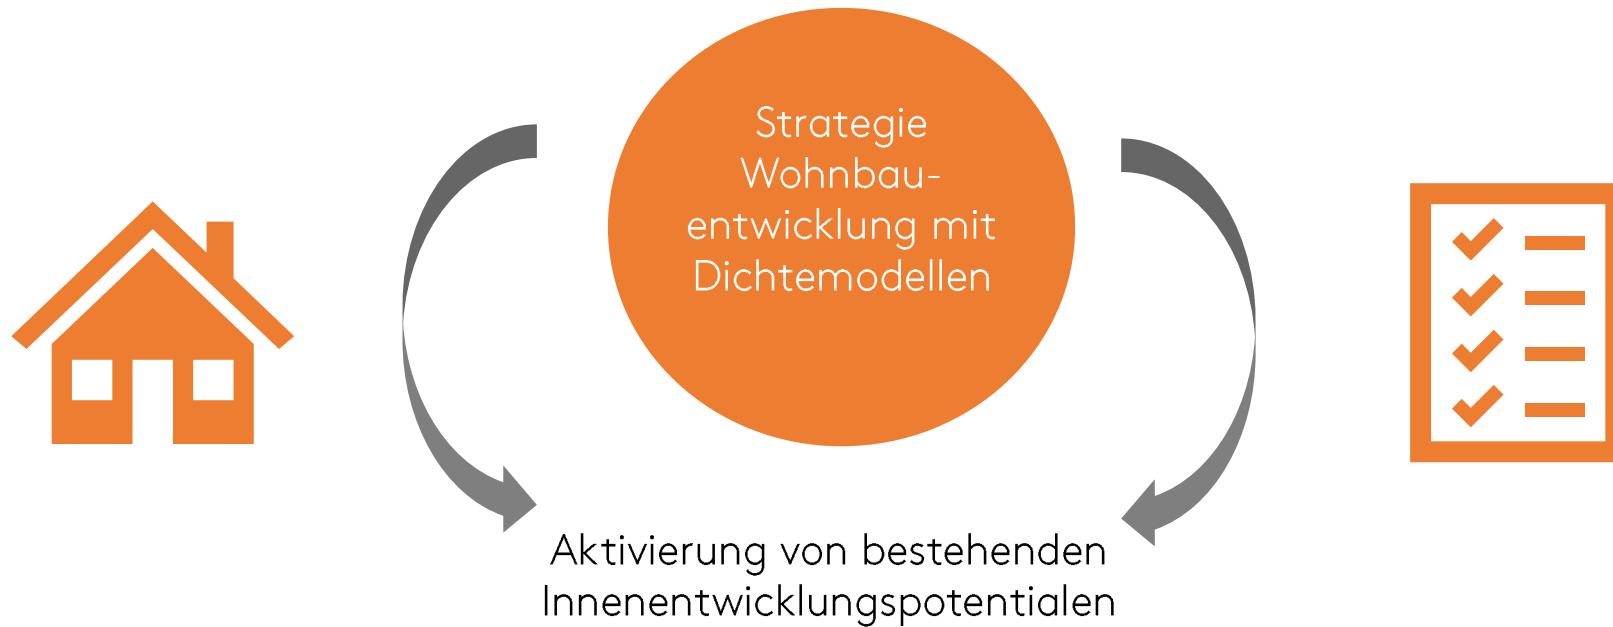 Strategie
Wohnbau-
entwicklung mit
Dichtemodellen
Aktivierung von bestehenden
Innenentwicklungspotentialen